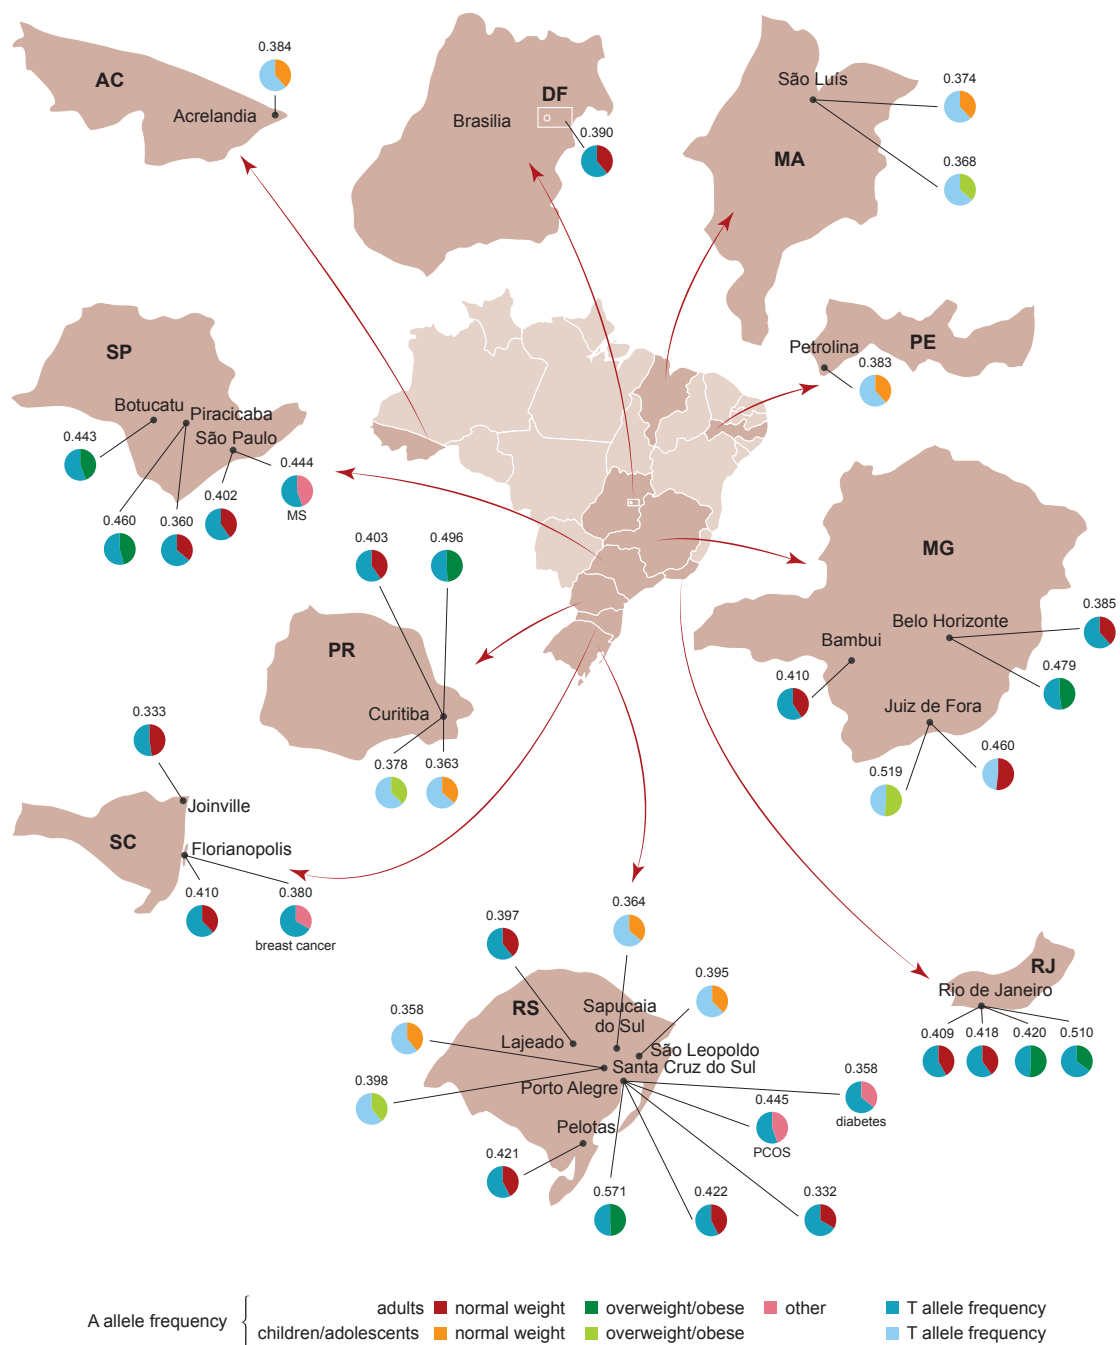 0.384
AC
Acrelandia
DF
Brasilia
0.390
São Luís
0.374
MA
0.368
SP
Botucatu
Piracicaba
São Paulo
0.443
0.444
MS
0.402
0.460
0.360
Petrolina
PE
0.383
0.403
0.496
PR
Curitiba
0.378
0.363
MG
Belo Horizonte
0.385
Bambui
0.410
0.479
Juiz de Fora
0.460
0.519
0.333
Joinville
SC
Florianopolis
0.410
0.380
breast cancer
0.364
0.397
0.395
RS
Sapucaia
do Sul
0.358
Lajeado
São Leopoldo
Santa Cruz do Sul
Porto Alegre
0.398
0.358
diabetes
0.445
PCOS
Pelotas
0.421
0.571
0.422
0.332
RJ
Rio de Janeiro
0.409
0.418
0.420
0.510
A allele frequency
adults normal weight overweight/obese other T allele frequency
children/adolescents normal weight overweight/obese T allele frequency